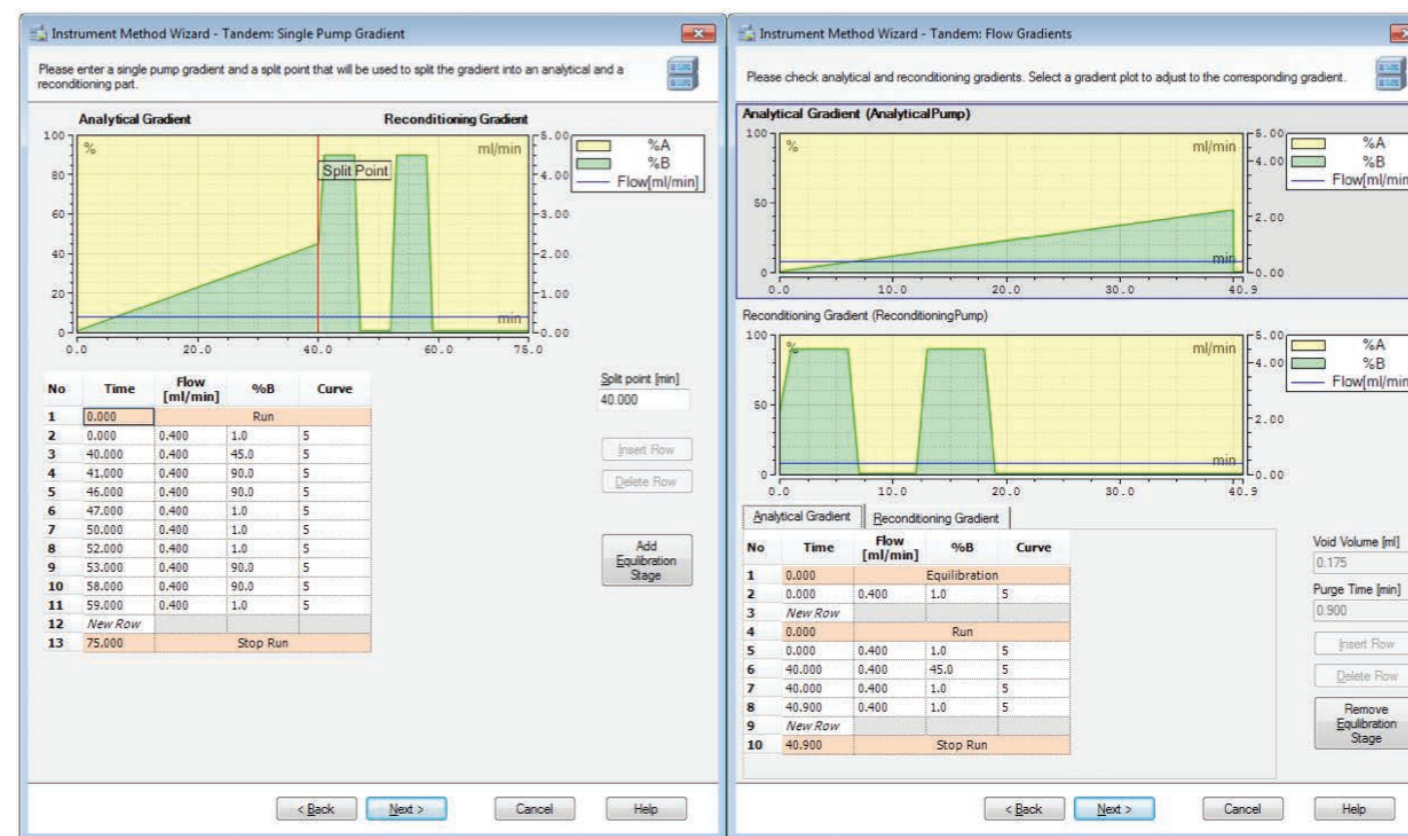 Instrument Method Wizard - Tandem: Single Pump Gradient
Please enter a single pump gradient and a split point that will be used to split the gradient into an analytical and a
reconditioning part.
Analytical Gradient Reconditioning Gradient
100 % ml/min 5.00
80 4.00
60 3.00
40 2.00
20 1.00
0 min 0.00
Split Point
0.0 20.0 40.0 60.0 75.0
%A
%B
Flow[ml/min]
No Time Flow [ml/min] %B Curve
1 0.000 Run
2 0.000 0.400 1.0 5
3 40.000 0.400 45.0 5
4 41.000 0.400 90.0 5
5 46.000 0.400 90.0 5
6 47.000 0.400 1.0 5
7 50.000 0.400 1.0 5
8 52.000 0.400 1.0 5
9 53.000 0.400 90.0 5
10 58.000 0.400 90.0 5
11 59.000 0.400 1.0 5
12 New Row
13 75.000 Stop Run
Split point [min]
40.000
Insert Row
Delete Row
Add
Equilibration
Stage
< Back Next > Cancel Help
Instrument Method Wizard - Tandem: Flow Gradients
Please check analytical and reconditioning gradients. Select a gradient plot to adjust to the corresponding gradient.
Analytical Gradient (AnalyticalPump)
100 % ml/min 5.00
4.00
50
2.00
0 min 0.00
0.0 10.0 20.0 30.0 40.9
%A
%B
Flow[ml/min
Reconditioning Gradient (ReconditioningPump)
100 % ml/min 5.00
4.00
50
2.00
0 min 0.00
0.0 10.0 20.0 30.0 40.9
%A
%B
Flow[ml/min
Analytical Gradient Reconditioning Gradient
No Time Flow [ml/min] %B Curve
1 0.000 Equilibration
2 0.000 0.400 1.0 5
3 New Row
4 0.000 Run
5 0.000 0.400 1.0 5
6 40.000 0.400 45.0 5
7 40.000 0.400 1.0 5
8 40.900 0.400 1.0 5
9 New Row
10 40.900 Stop Run
Void Volume [ml]
0.175
Purge Time [min]
0.900
Insert Row
Delete Row
Remove
Equilibration
Stage
< Back Next > Cancel Help